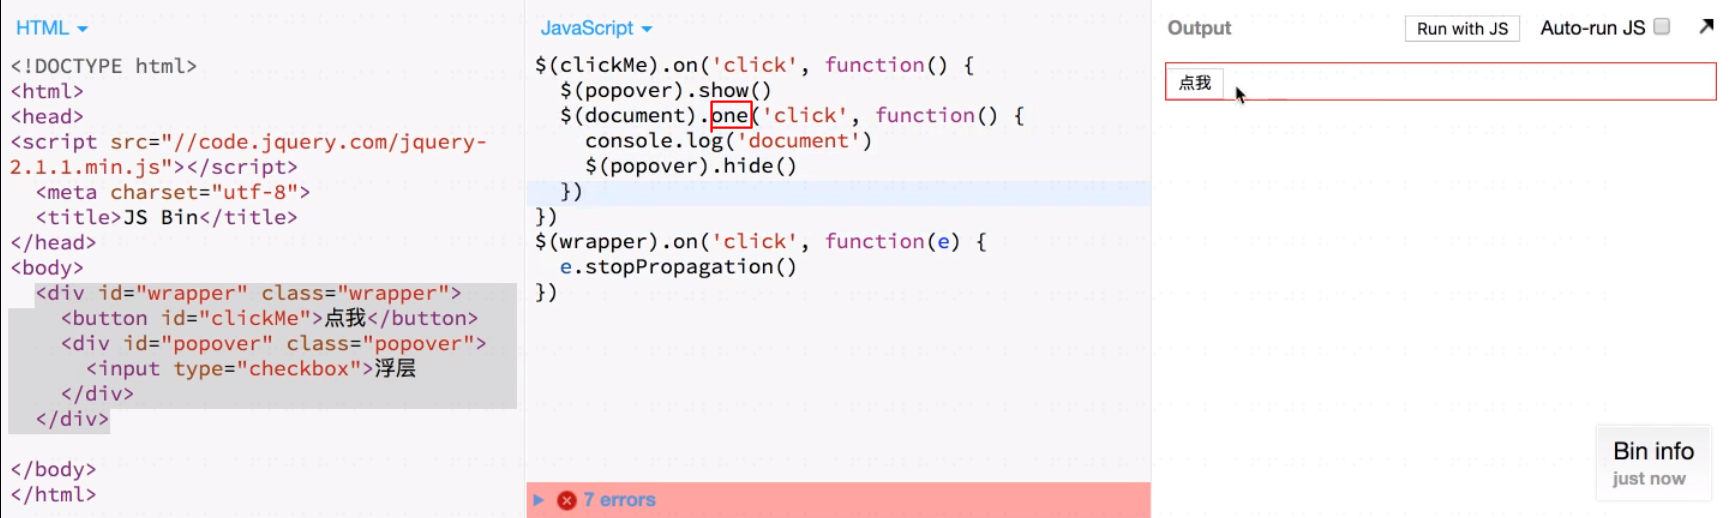 HTML
<!DOCTYPE html>
<html>
<head>
<script src="//code.jquery.com/jquery-
2.1.1.min.js"></script>
<meta charset="utf-8">
<title>JS Bin</title>
</head>
<body>
<div id="wrapper" class="wrapper">
<button id="clickMe">点我</button>
<div id="popover" class="popover">
<input type="checkbox">浮层
</div>
</div>
</body>
</html>
JavaScript
$(clickMe).on('click', function() {
$(popover).show()
$(document).one('click', function() {
console.log('document')
$(popover).hide()
})
})
$(wrapper).on('click', function(e) {
e.stopPropagation()
})
7 errors
Output
Run with JS
Auto-run JS
点我
Bin info
just now